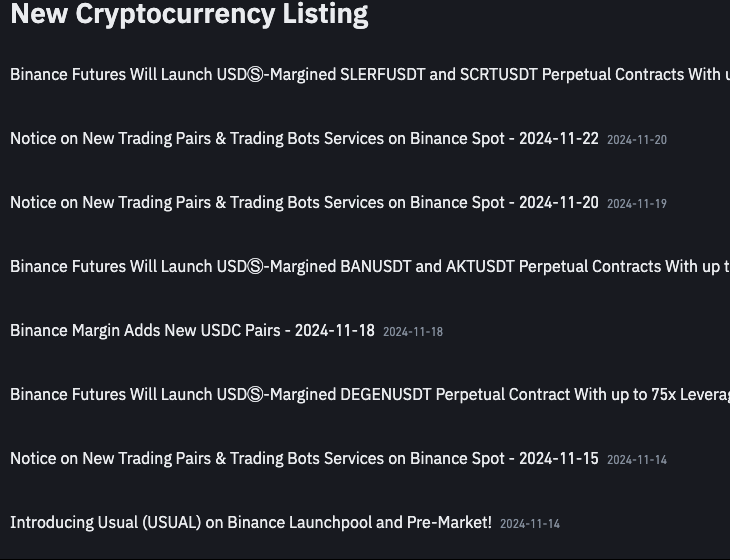 New Cryptocurrency Listing
Binance Futures Will Launch USDⓈ-Margined SLERFUSDT and SCRTUSDT Perpetual Contracts With
Notice on New Trading Pairs & Trading Bots Services on Binance Spot - 2024-11-22 2024-11-20
Notice on New Trading Pairs & Trading Bots Services on Binance Spot - 2024-11-20 2024-11-19
Binance Futures Will Launch USDⓈ-Margined BANUSDT and AKTUSDT Perpetual Contracts With up
Binance Margin Adds New USDC Pairs - 2024-11-18 2024-11-18
Binance Futures Will Launch USDⓈ-Margined DEGENUSDT Perpetual Contract With up to 75x
Notice on New Trading Pairs & Trading Bots Services on Binance Spot - 2024-11-15 2024-11-14
Introducing Usual (USUAL) on Binance Launchpool and Pre-Market! 2024-11-14